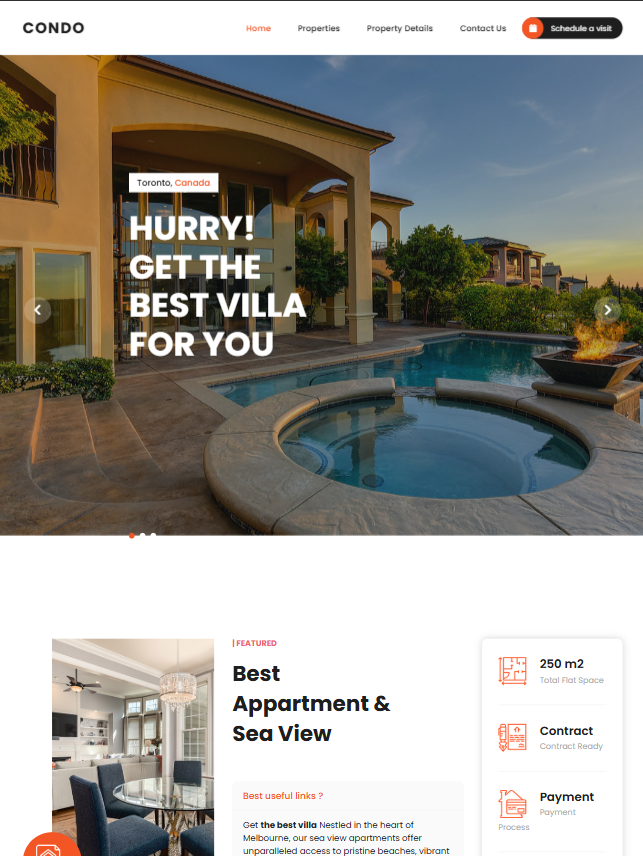 CONDO
Home Properties Property Details Contact Us Schedule a visit
Toronto, Canada
HURRY!
GET THE
BEST VILLA
FOR YOU
| FEATURED
Best
Appartment &
Sea View
Best useful links ?
Get the best villa Nestled in the heart of
Melbourne, our sea view apartments offer
unparalleled access to pristine beaches, vibrant
250 m2
Total Flat Space
Contract
Contract Ready
Payment
Payment
Process